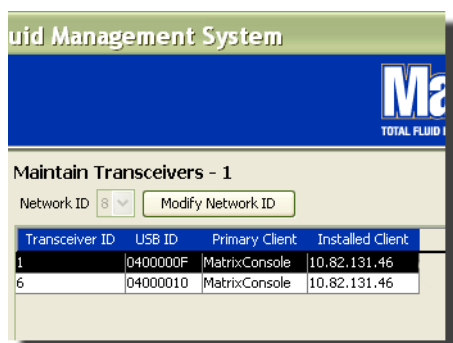 uid Management System
Ma
TOTAL FLUID
Maintain Transceivers - 1
Network ID 8 Modify Network ID
Transceiver ID USB ID Primary Client Installed Client
1 0400000F MatrixConsole 10.82.131.46
6 04000010 MatrixConsole 10.82.131.46